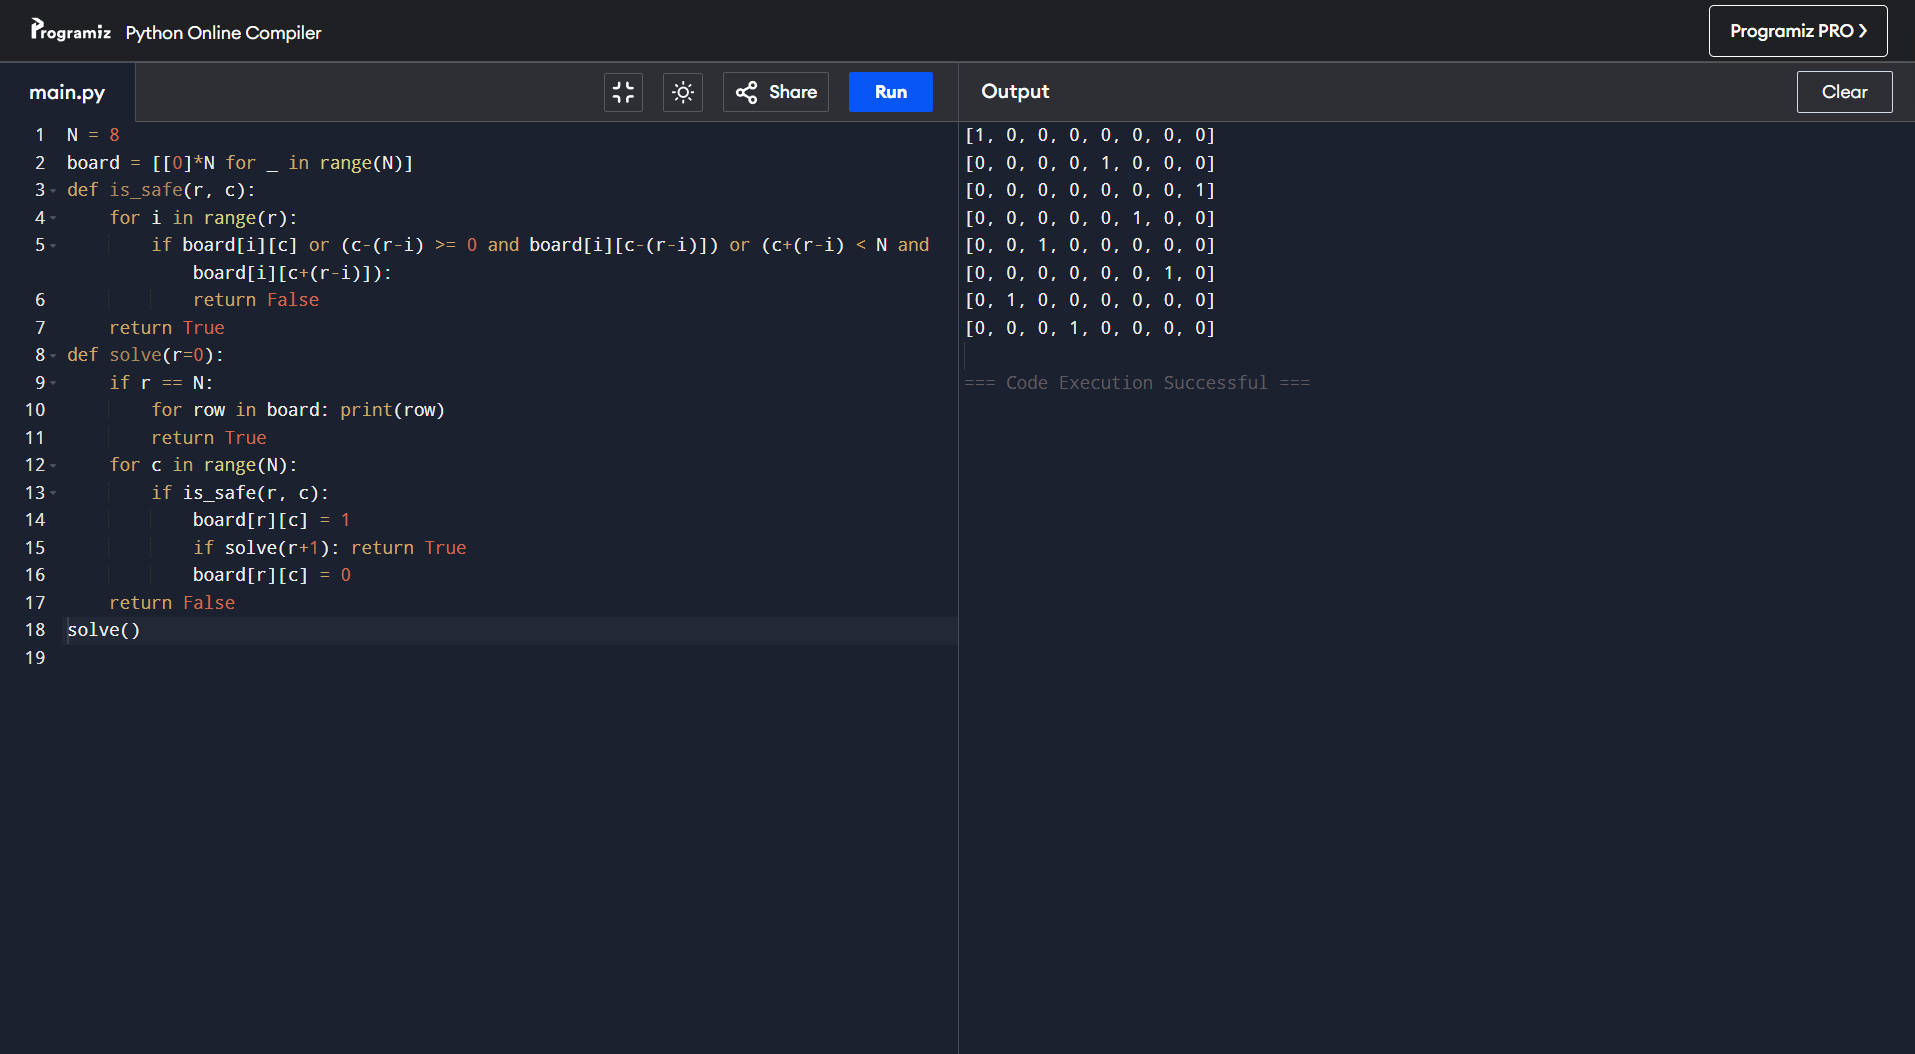 Programiz Python Online Compiler
Programiz PRO ❯
main.py
Share
Run
1 N = 8
2 board = [[0]*N for _ in range(N)]
3 def is_safe(r, c):
4     for i in range(r):
5         if board[i][c] or (c-(r-i) >= 0 and board[i][c-(r-i)]) or (c+(r-i) < N and
            board[i][c+(r-i)]):
6             return False
7     return True
8 def solve(r=0):
9     if r == N:
10         for row in board: print(row)
11         return True
12     for c in range(N):
13         if is_safe(r, c):
14             board[r][c] = 1
15             if solve(r+1): return True
16             board[r][c] = 0
17     return False
18 solve()
19
Output
Clear
[1, 0, 0, 0, 0, 0, 0, 0]
[0, 0, 0, 0, 1, 0, 0, 0]
[0, 0, 0, 0, 0, 0, 0, 1]
[0, 0, 0, 0, 0, 1, 0, 0]
[0, 0, 1, 0, 0, 0, 0, 0]
[0, 0, 0, 0, 0, 0, 1, 0]
[0, 1, 0, 0, 0, 0, 0, 0]
[0, 0, 0, 1, 0, 0, 0, 0]
=== Code Execution Successful ===